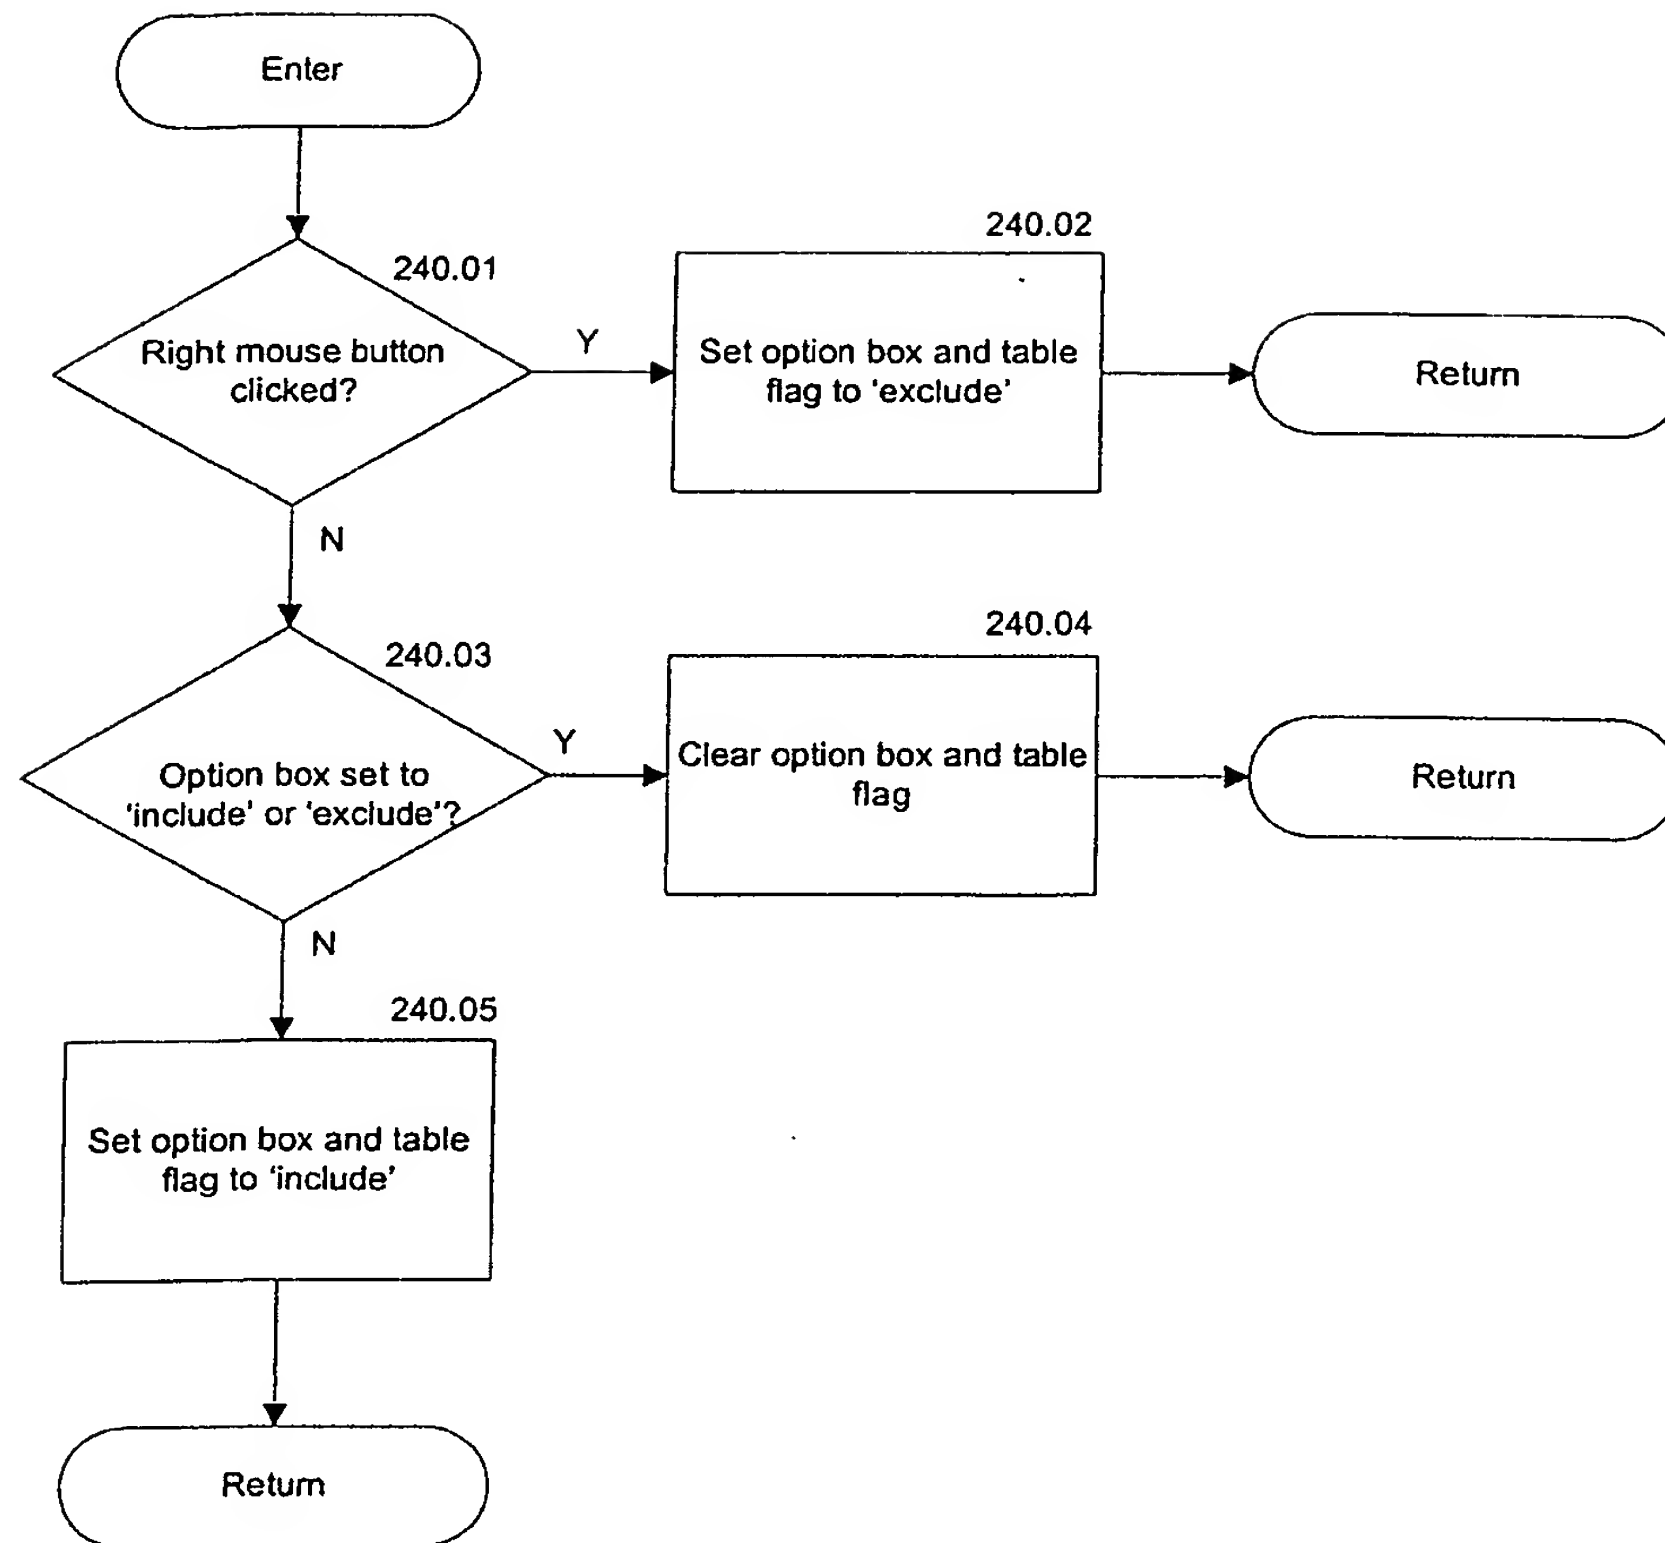 Enter
240.01
Right mouse button
clicked?
Y
240.02
Set option box and table
flag to 'exclude'
Return
N
240.03
Option box set to
'include' or 'exclude'?
Y
240.04
Clear option box and table
flag
Return
N
240.05
Set option box and table
flag to 'include'
Return